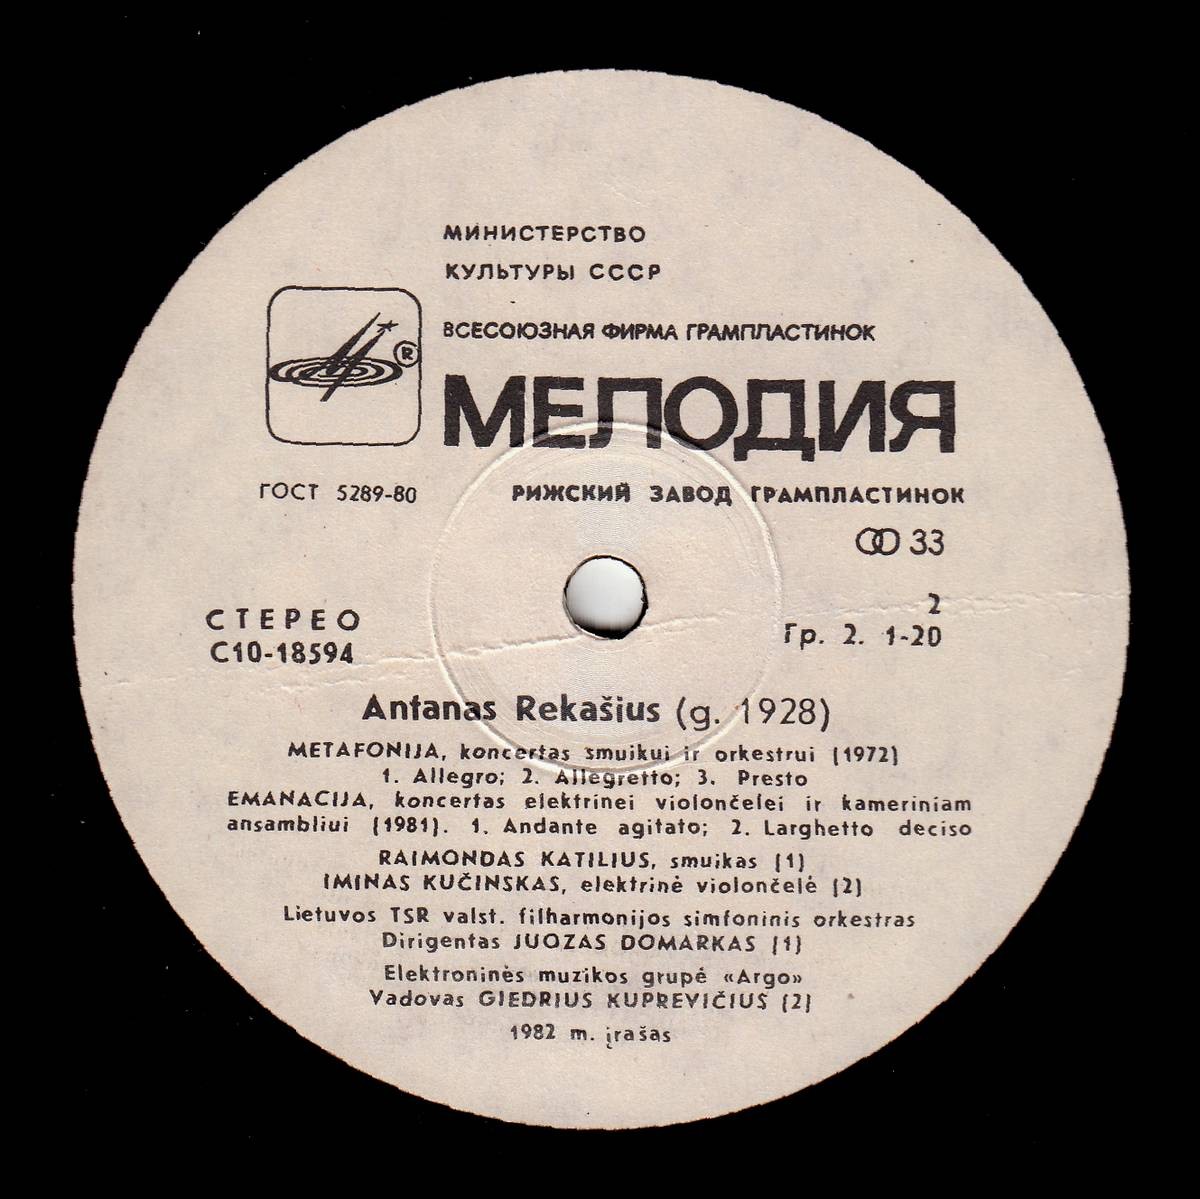 МИНИСТЕРСТВО
КУЛЬТУРЫ СССР
ВСЕСОЮЗНАЯ ФИРМА ГРАМПЛАСТИНОК
®
МЕЛОДИЯ
ГОСТ 5289-80
РИЖСКИЙ ЗАВОД ГРАМПЛАСТИНОК
33
СТЕРЕО
С10-18594
2
Гр. 2. 1-20
Antanas Rekašius (g. 1928)
METAFONIJA, koncertas smuikui ir orkestrui (1972)
1. Allegro; 2. Allegretto; 3. Presto
EMANACIJA, koncertas elektrinei violončelei ir kameriniam
ansambliui (1981). 1. Andante agitato; 2. Larghetto deciso
RAIMONDAS KATILIUS, smuikas (1)
IMINAS KUČINSKAS, elektrinė violončelė (2)
Lietuvos TSR valst. filharmonijos simfoninis orkestras
Dirigentas JUOZAS DOMARKAS (1)
Elektroninės muzikos grupė «Argo»
Vadovas GIEDRIUS KUPREVIČIUS (2)
1982 m. įrašas